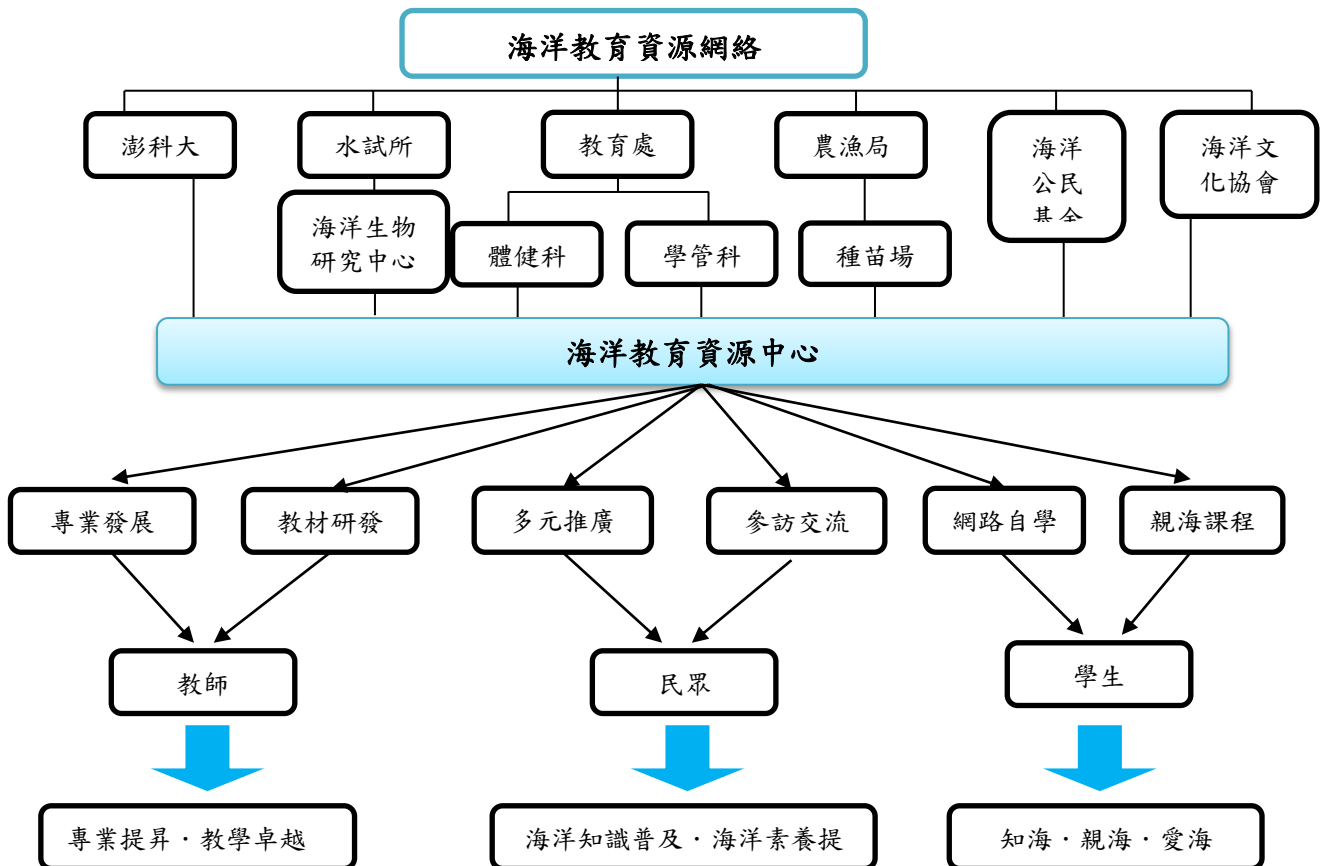 海洋教育資源網絡
澎科大
水試所
教育處
農漁局
海洋
公民
基金
海洋文
化協會
海洋生物
研究中心
體健科
學管科
種苗場
海洋教育資源中心
專業發展
教材研發
多元推廣
參訪交流
網路自學
親海課程
教師
民眾
學生
專業提昇·教學卓越
海洋知識普及·海洋素養提
知海·親海·愛海